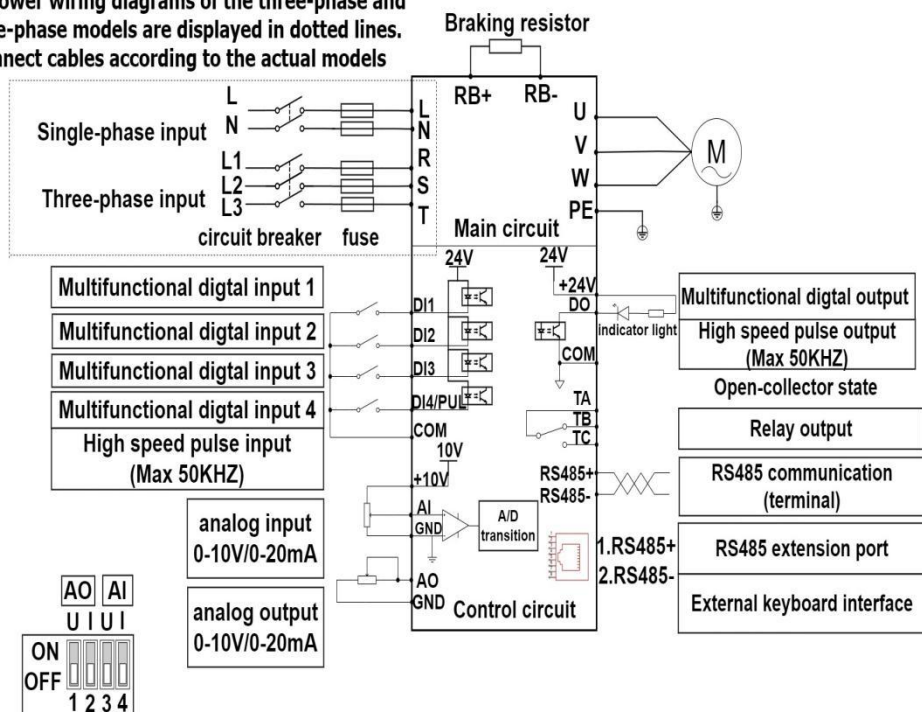 ower wiring diagrams of the three-phase and
e-phase models are displayed in dotted lines.
nnect cables according to the actual models
Braking resistor
RB+ RB-
L
N
Single-phase input
L1
L2
L3
Three-phase input
circuit breaker fuse
L
N
R
S
T
U
V
W
PE
M
Main circuit
24V 24V
Multifunctional digtal input 1
Multifunctional digtal input 2
Multifunctional digtal input 3
Multifunctional digtal input 4
High speed pulse input
(Max 50KHZ)
DI1
DI2
DI3
DI4/PUL
COM
10V
+10V
AI
GND
A/D
transition
AO
GND
Control circuit
analog input
0-10V/0-20mA
analog output
0-10V/0-20mA
+24V
DO
indicator light
COM
TA
TB
TC
RS485+
RS485-
1.RS485+
2.RS485-
Multifunctional digtal output
High speed pulse output
(Max 50KHZ)
Open-collector state
Relay output
RS485 communication
(terminal)
RS485 extension port
External keyboard interface
AO AI
U I U I
ON
OFF
1 2 3 4